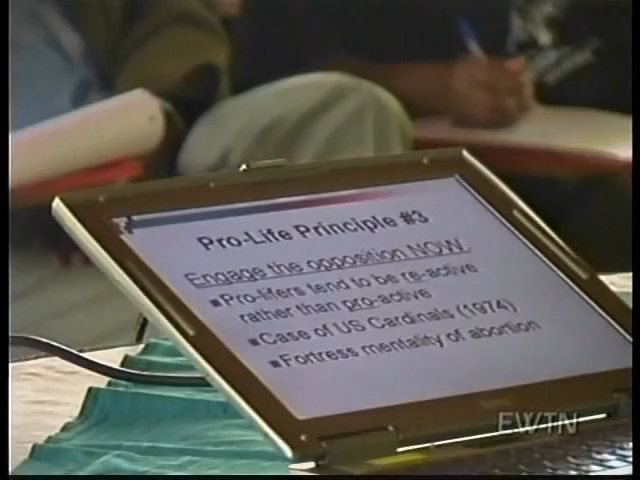 Pro-Life Principle #3
Engage the opposition NOW
Pro-lifers tend to be re-active
rather than pro-active
Case of US Cardinals (1974)
Fortress mentality of abortion
EWTN